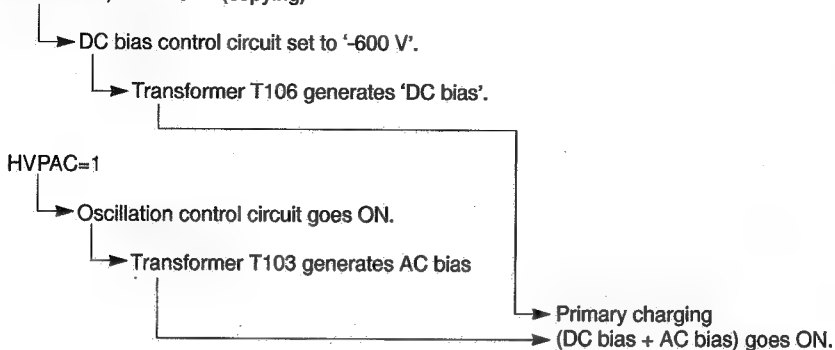 DC bias control circuit set to '-600 V'.
Transformer T106 generates 'DC bias'.
HVPAC=1
Oscillation control circuit goes ON.
Transformer T103 generates AC bias
Primary charging
(DC bias + AC bias) goes ON.